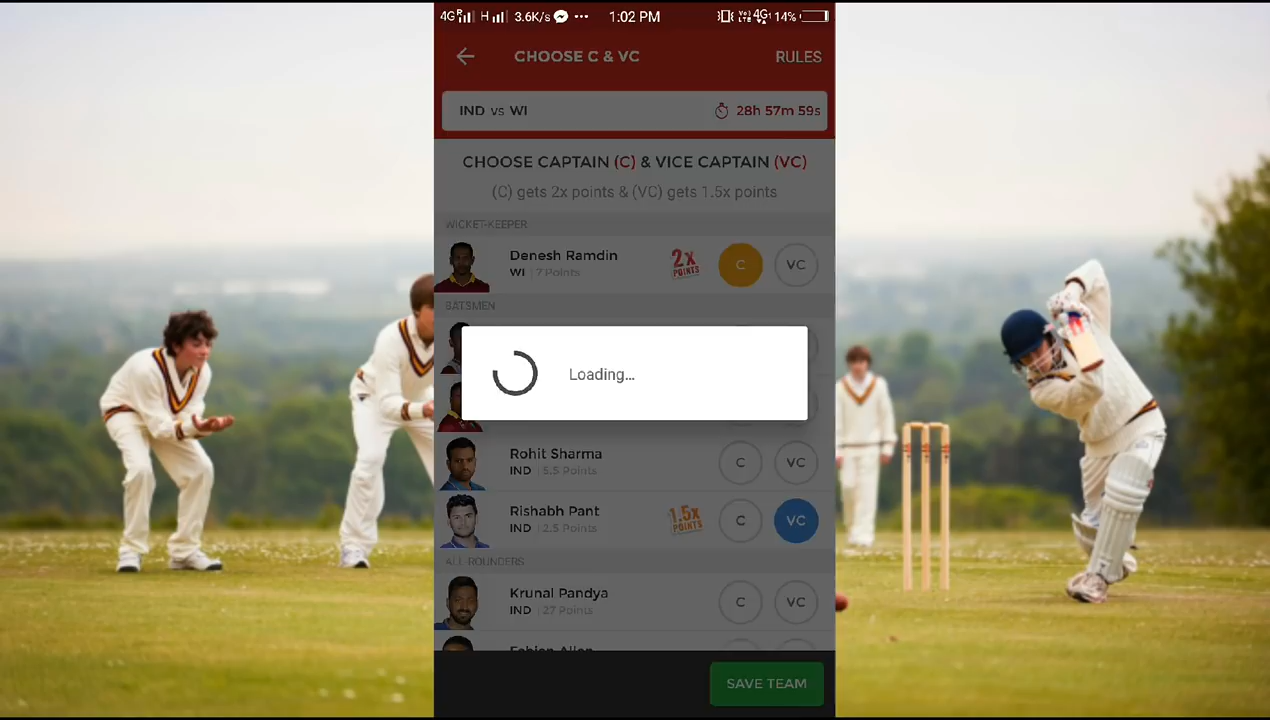 4G R H 3.6K/s ... 1:02 PM VoLTE 4G 14%
CHOOSE C & VC RULES
IND vs WI 28h 57m 59s
CHOOSE CAPTAIN (C) & VICE CAPTAIN (VC)
(C) gets 2x points & (VC) gets 1.5x points
WICKET-KEEPER
Denesh Ramdin 2X POINTS C VC
WI | 7 Points
BATSMEN
Loading...
Rohit Sharma C VC
IND | 5.5 Points
Rishabh Pant 1.5X POINTS C VC
IND | 2.5 Points
ALL-ROUNDERS
Krunal Pandya C VC
IND | 27 Points
Fabian Allen
SAVE TEAM